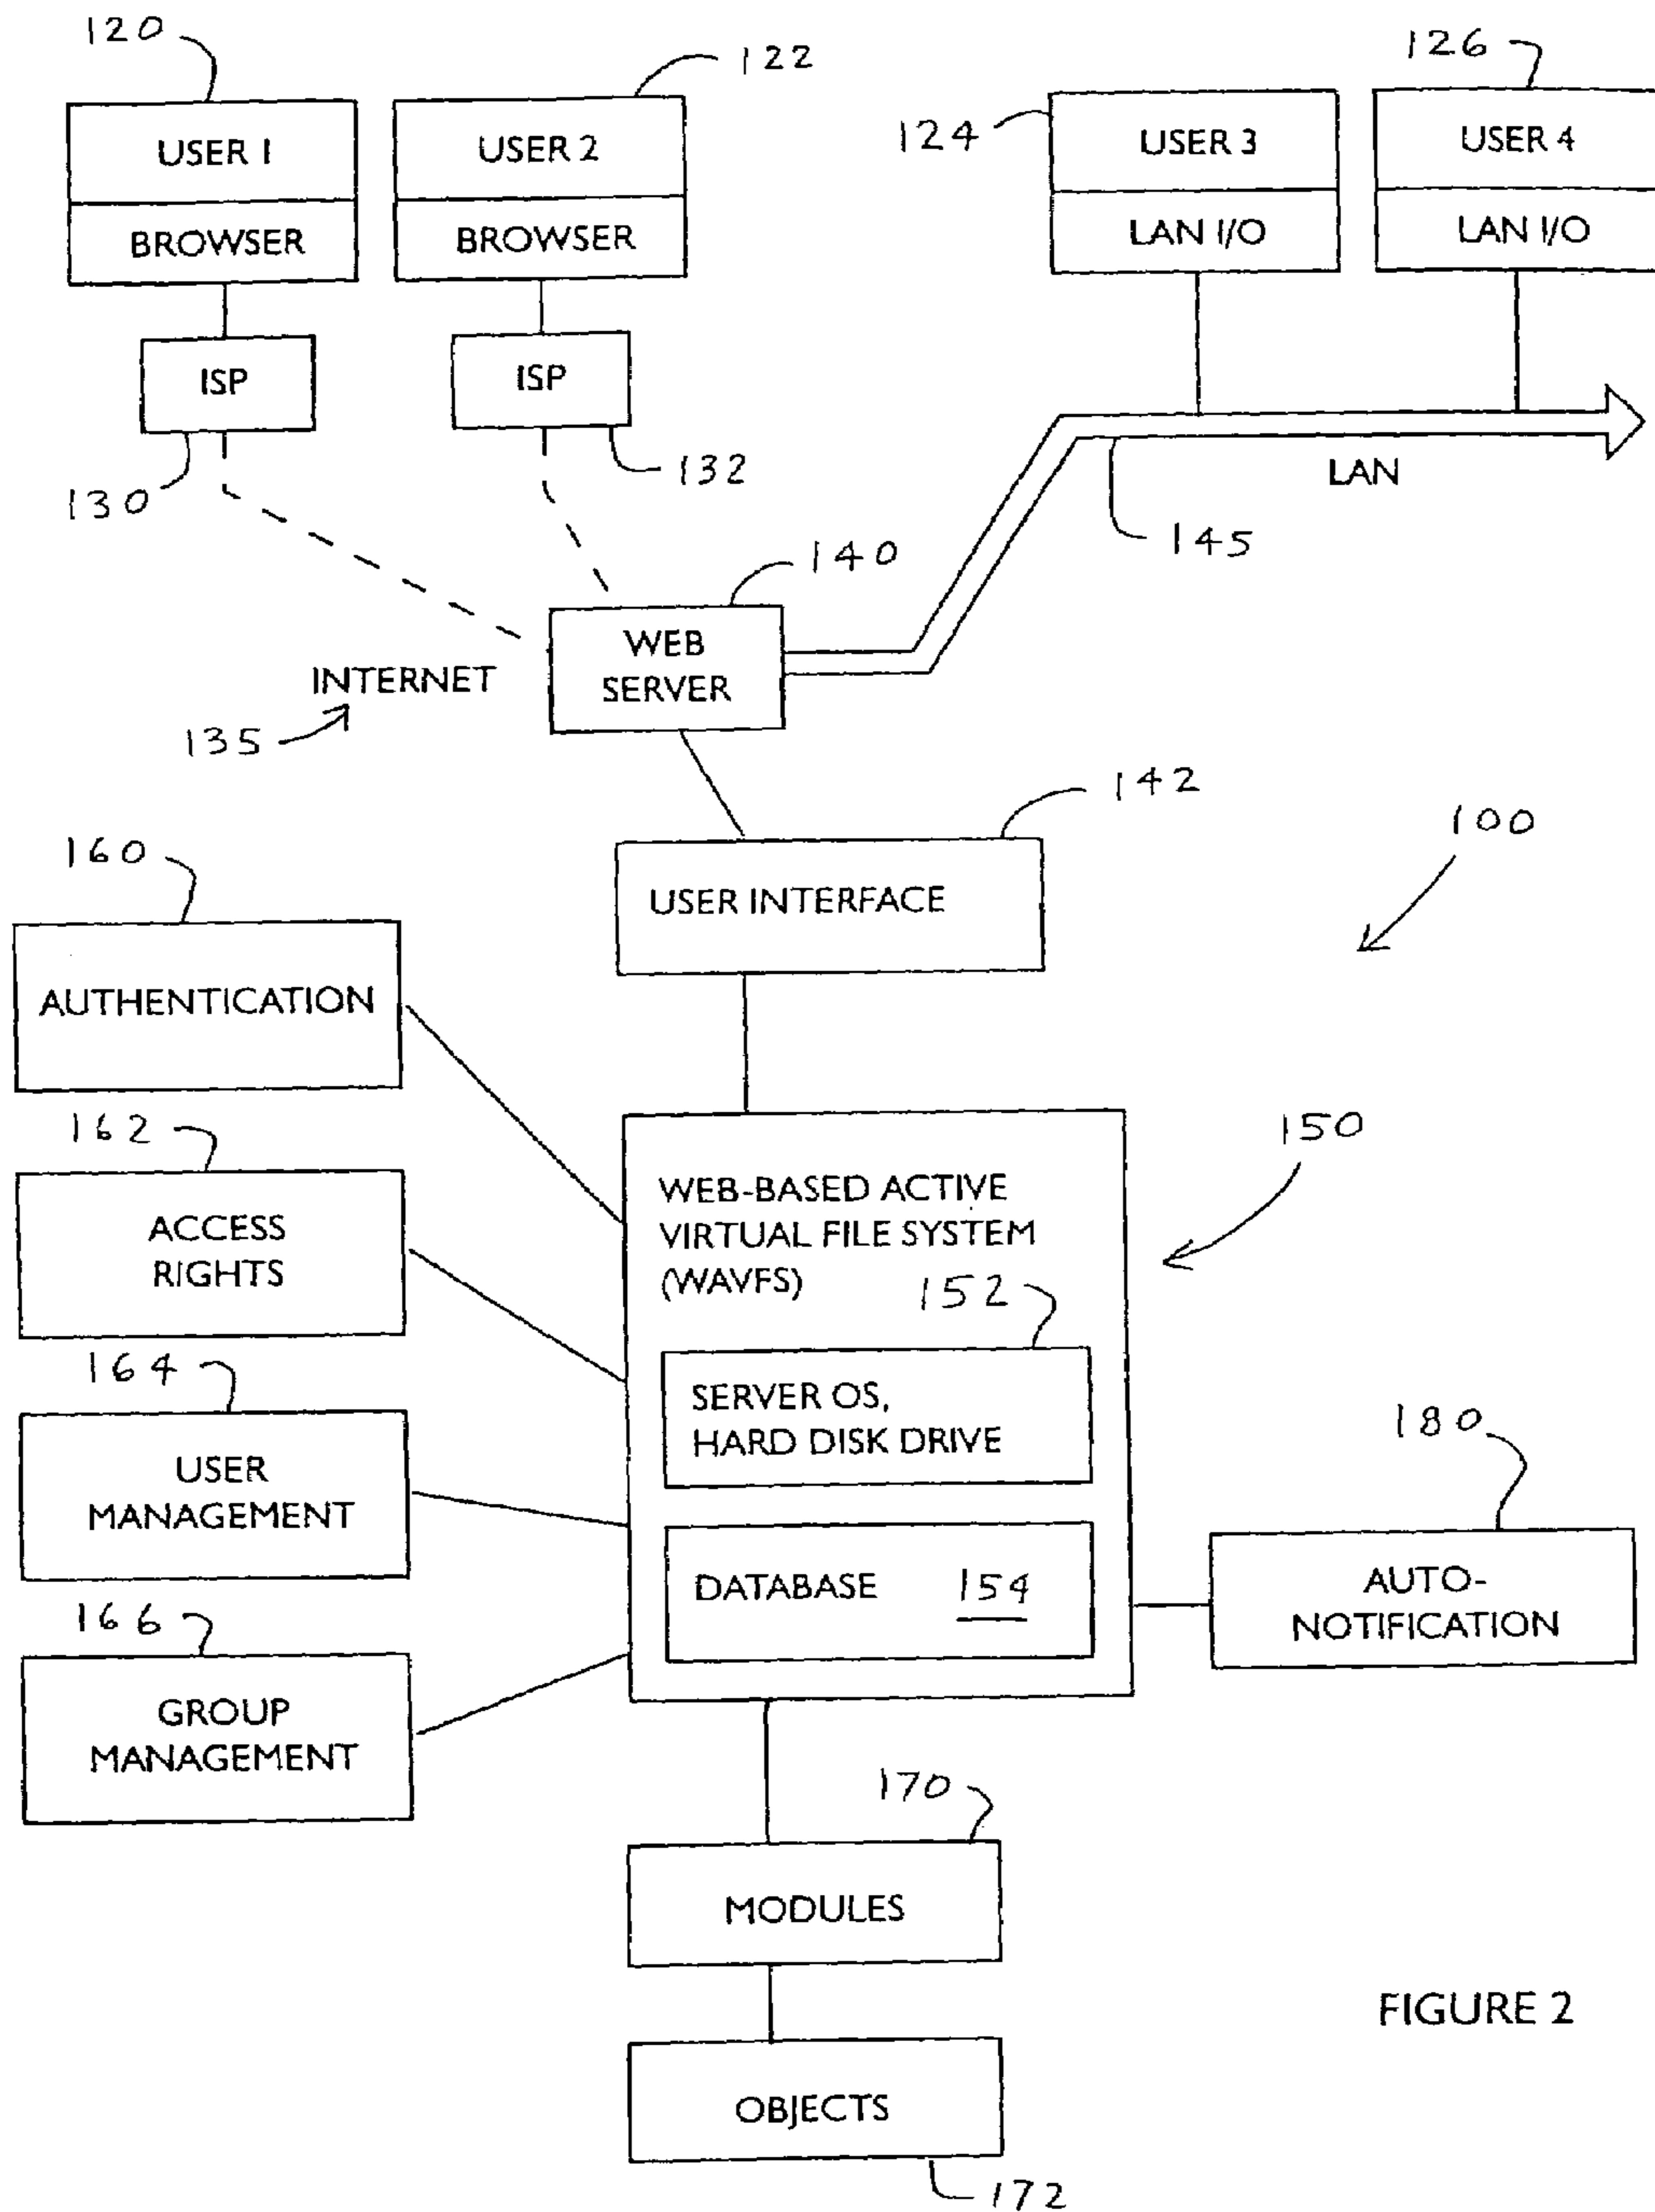 120
122
126
USER 1
USER 2
124
USER 3
USER 4
BROWSER
BROWSER
LAN I/O
LAN I/O
ISP
ISP
130
132
LAN
145
140
WEB
SERVER
INTERNET
135
142
100
160
USER INTERFACE
AUTHENTICATION
162
150
ACCESS
RIGHTS
WEB-BASED ACTIVE
VIRTUAL FILE SYSTEM
(WAVFS)
152
164
SERVER OS,
HARD DISK DRIVE
180
USER
MANAGEMENT
DATABASE 154
AUTO-
NOTIFICATION
166
GROUP
MANAGEMENT
170
MODULES
FIGURE 2
OBJECTS
172